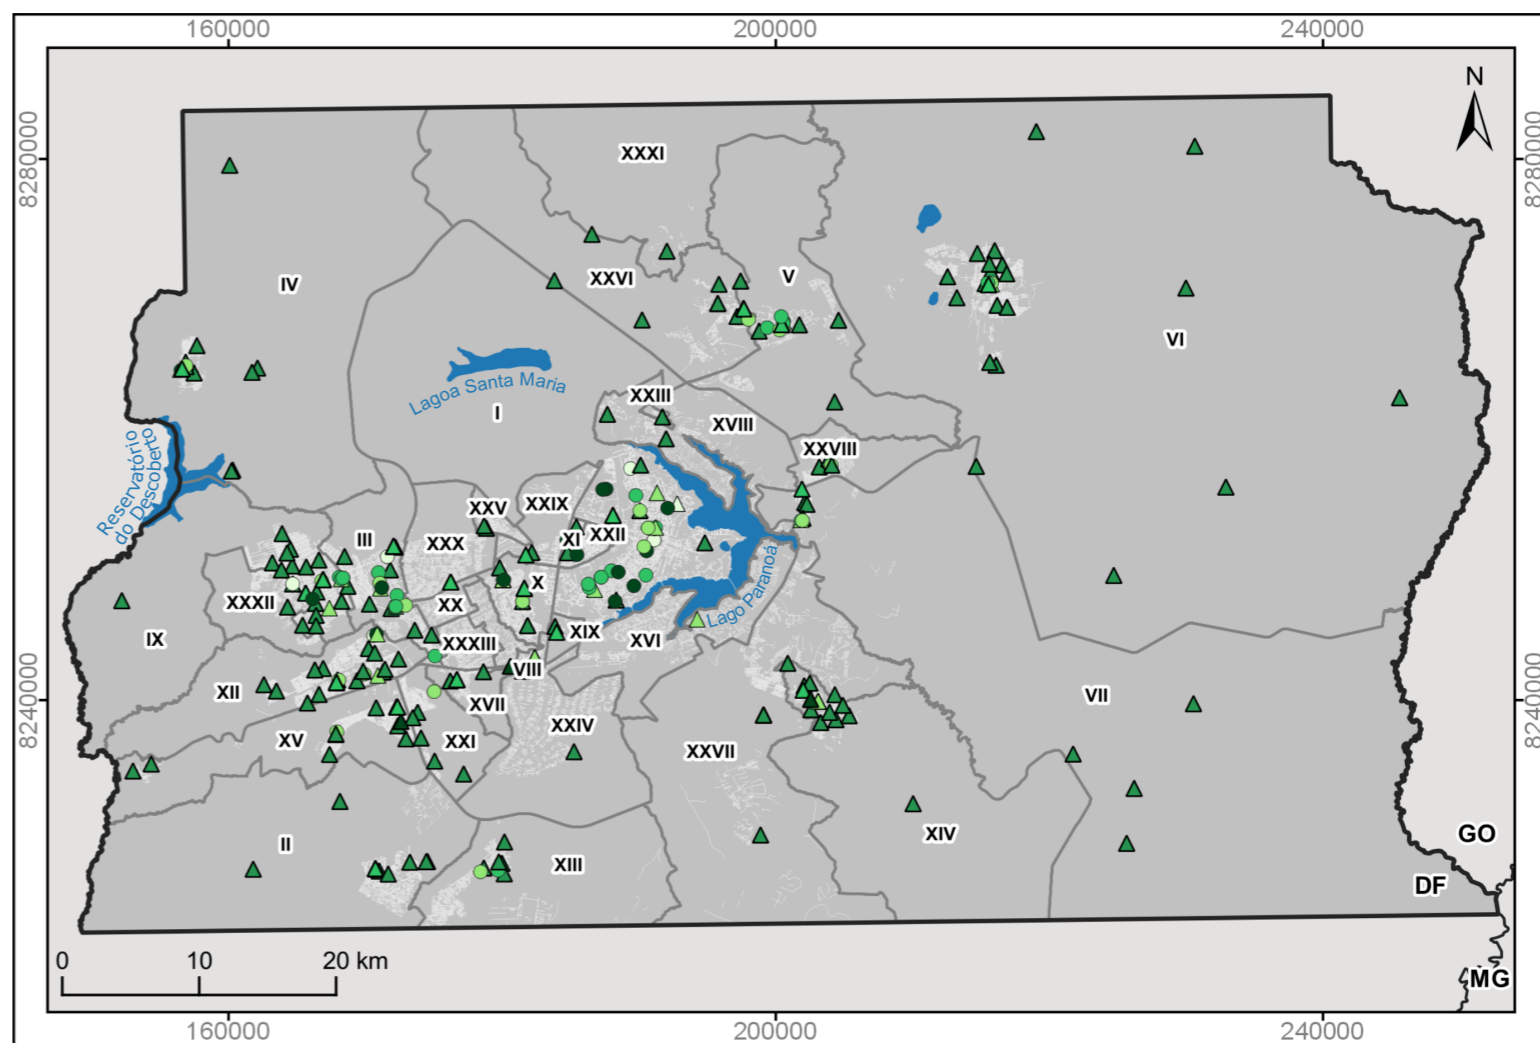 160000
200000
240000
N
8280000
8280000
XXXI
IV
XXVI
V
VI
Lagoa Santa Maria
I
XXIII
XVIII
XXVIII
Reservatório
do Descoberto
XXV
XXIX
III
XXX
XI
XXII
X
XXXII
XX
Lago Paranoá
IX
XXXIII
XIX
XVI
VIII
8240000
8240000
XII
XVII
VII
XV
XXI
XXIV
XXVII
II
XIII
XIV
GO
DF
0
10
20 km
MG
160000
200000
240000